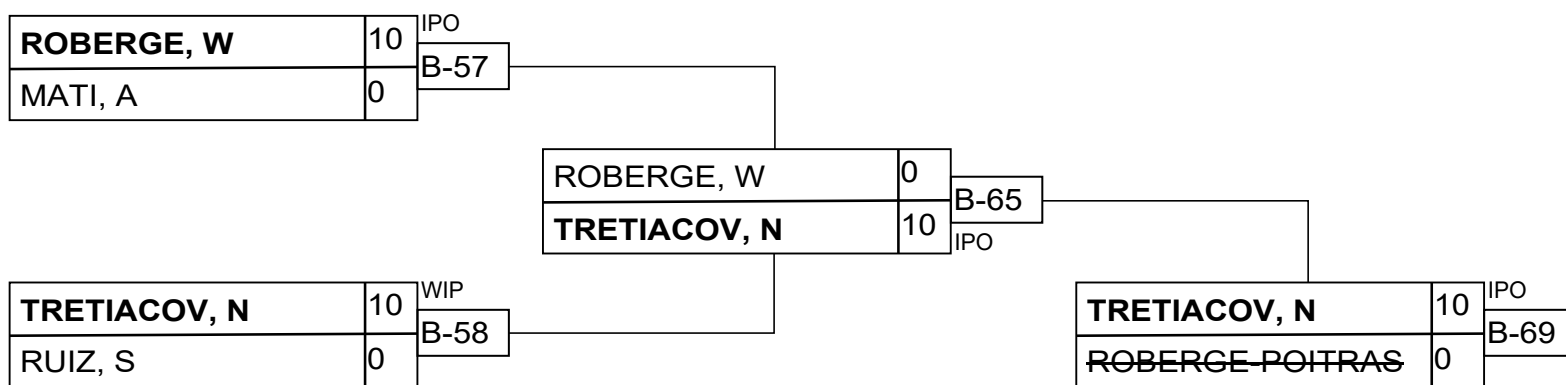 ROBERGE, W 10 IPO
B-57
MATI, A 0
ROBERGE, W 0
B-65
TRETIACOV, N 10 IPO
TRETIACOV, N 10 WIP
B-58
RUIZ, S 0
TRETIACOV, N 10 IPO
B-69
ROBERGE-POITRAS 0